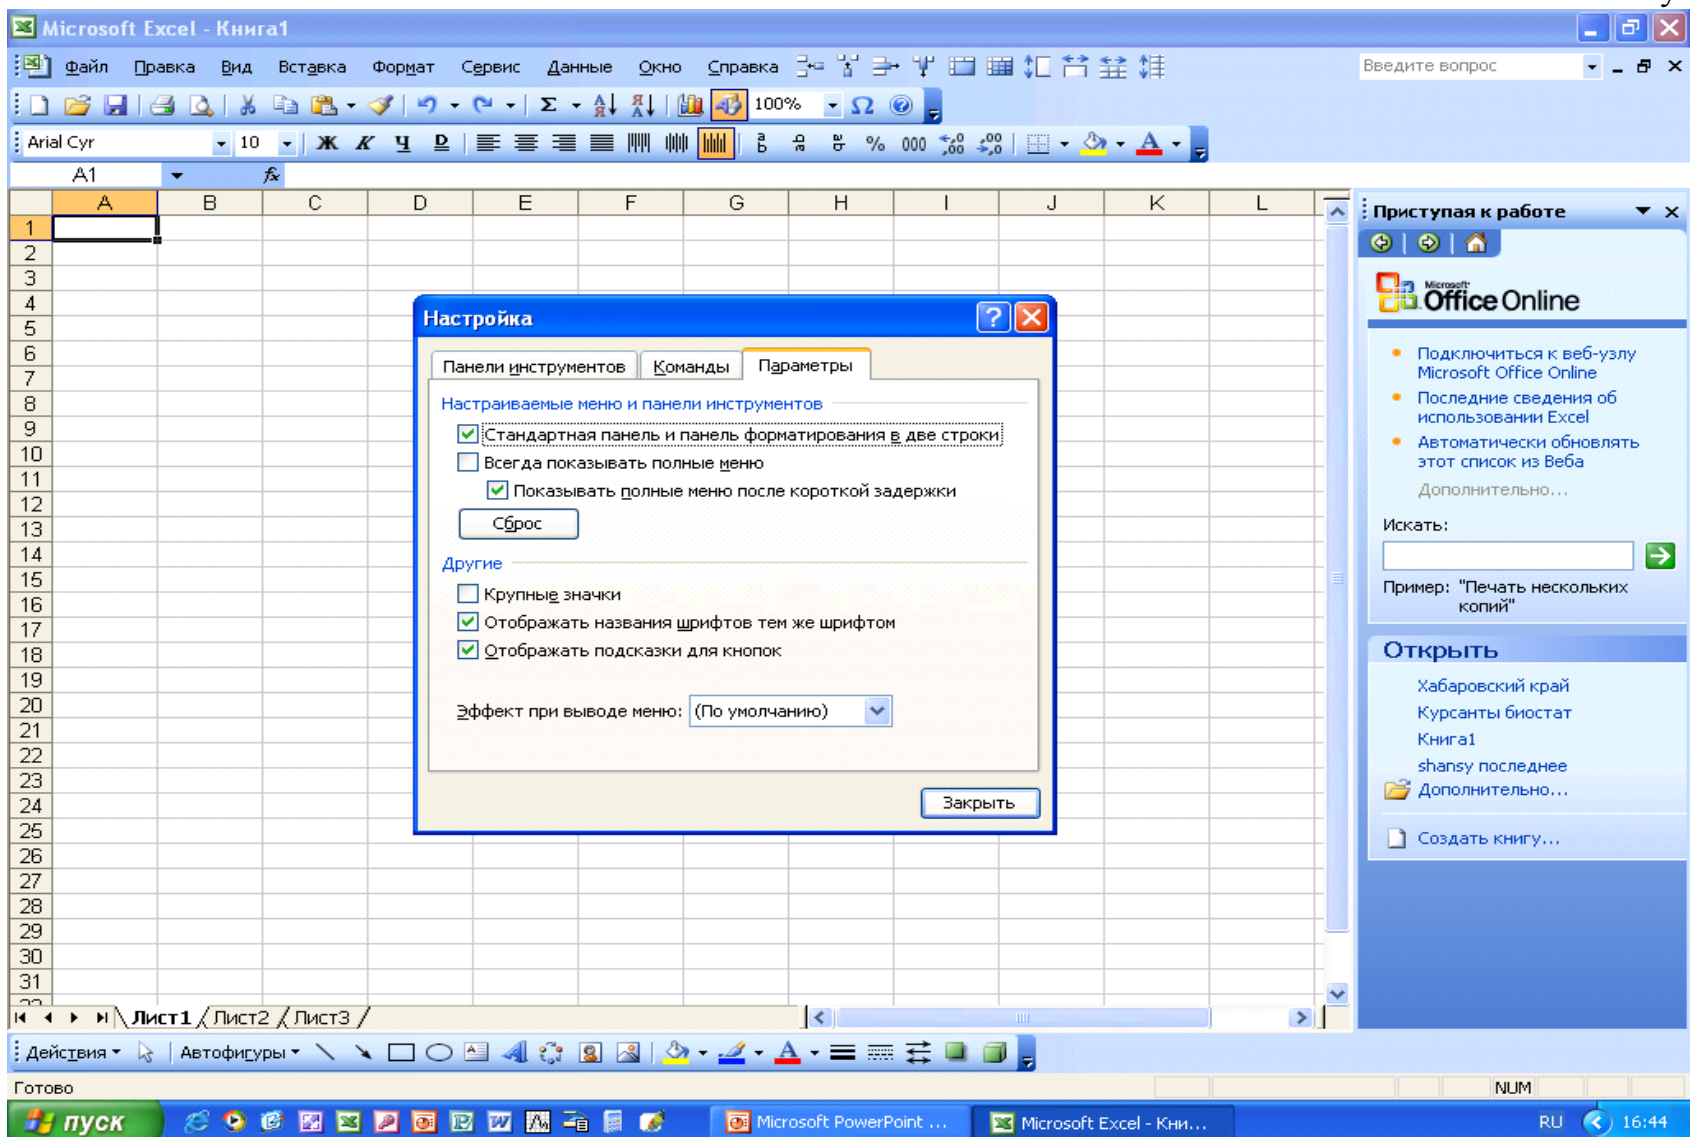 у
Microsoft Excel - Книга1
Файл Правка Вид Вставка Формат Сервис Данные Окно Справка Введите вопрос
100%
Arial Cyr 10 Ж К Ч D % 000
A1 fx
A B C D E F G H I J K L
1
2
3
4
5
6
7
8
9
10
11
12
13
14
15
16
17
18
19
20
21
22
23
24
25
26
27
28
29
30
31
Настройка
Панели инструментов Команды Параметры
Настраиваемые меню и панели инструментов
Стандартная панель и панель форматирования в две строки
Всегда показывать полные меню
Показывать полные меню после короткой задержки
Сброс
Другие
Крупные значки
Отображать названия шрифтов тем же шрифтом
Отображать подсказки для кнопок
Эффект при выводе меню: (По умолчанию)
Закрыть
Приступая к работе
Microsoft
Office Online
Подключиться к веб-узлу
Microsoft Office Online
Последние сведения об
использовании Excel
Автоматически обновлять
этот список из Веба
Дополнительно...
Искать:
Пример: "Печать нескольких
копий"
Открыть
Хабаровский край
Курсанты биостат
Книга1
shansy последнее
Дополнительно...
Создать книгу...
Лист1 Лист2 Лист3
Действия Автофигуры
Готово NUM
пуск Microsoft PowerPoint ... Microsoft Excel - Кни... RU 16:44